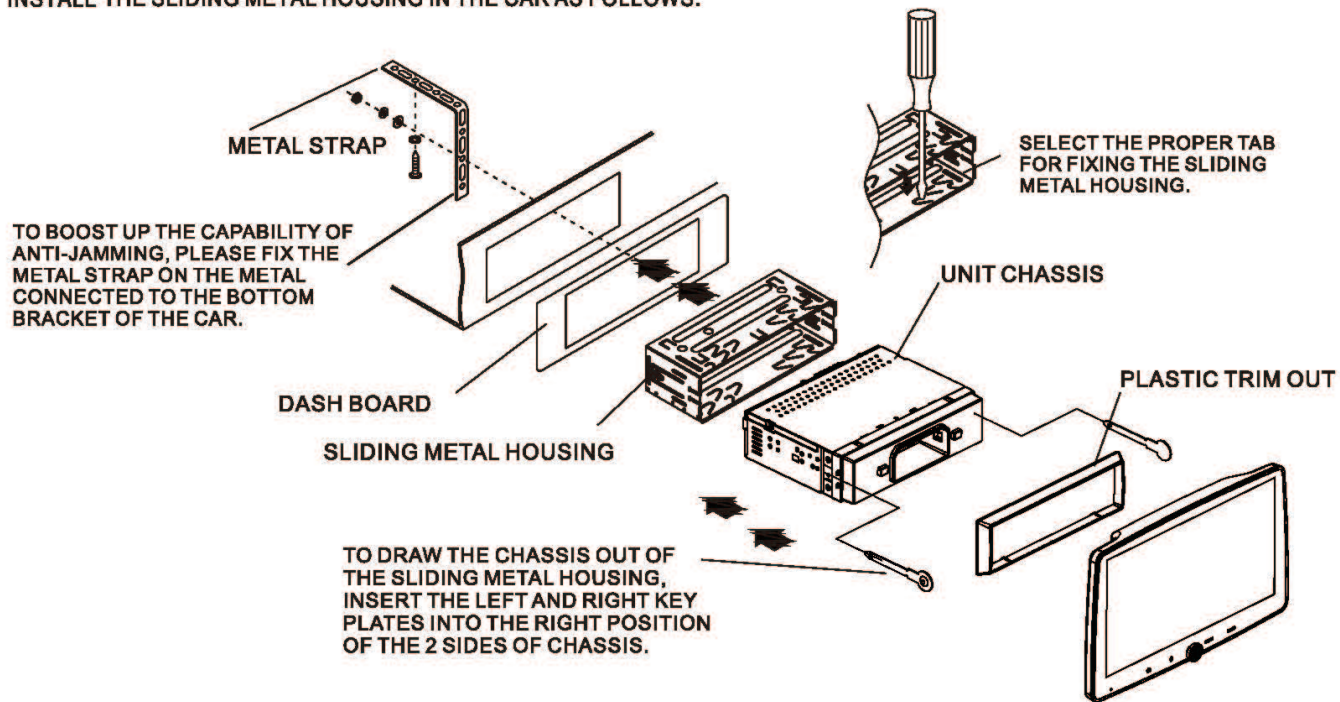 INSTALL THE SLIDING METAL HOUSING IN THE CAR AS FOLLOWS:
METAL STRAP
SELECT THE PROPER TAB
FOR FIXING THE SLIDING
METAL HOUSING.
TO BOOST UP THE CAPABILITY OF
ANTI-JAMMING, PLEASE FIX THE
METAL STRAP ON THE METAL
CONNECTED TO THE BOTTOM
BRACKET OF THE CAR.
UNIT CHASSIS
PLASTIC TRIM OUT
DASH BOARD
SLIDING METAL HOUSING
TO DRAW THE CHASSIS OUT OF
THE SLIDING METAL HOUSING,
INSERT THE LEFT AND RIGHT KEY
PLATES INTO THE RIGHT POSITION
OF THE 2 SIDES OF CHASSIS.